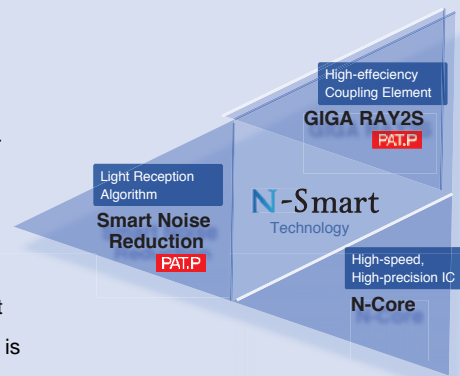 High-effeciency
Coupling Element
GIGA RAY2S
PAT.P
Light Reception
Algorithm
Smart Noise
Reduction
PAT.P
N-Smart
Technology
High-speed,
High-precision IC
N-Core
t
is